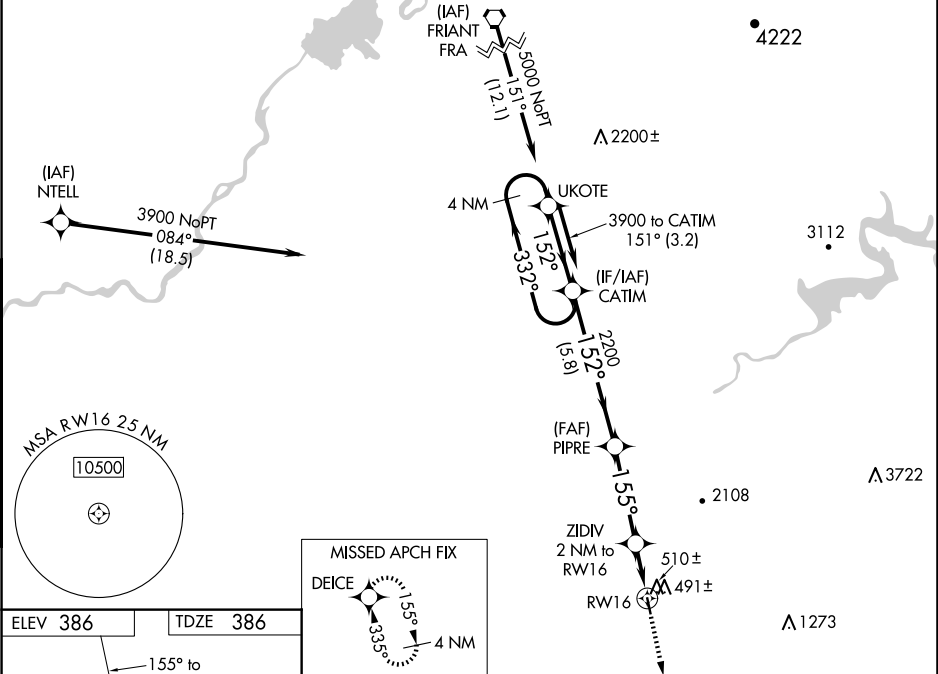 (IAF)
FRIANT
FRA
5000 NoPT
151°
(12.1)
4222
2200±
(IAF)
NTELL
3900 NoPT
084°
(18.5)
4 NM
UKOTE
3900 to CATIM
151° (3.2)
152°
332°
(IF/IAF)
CATIM
3112
2200
152°
(5.8)
(FAF)
PIPRE
155°
3722
2108
MSA RW16 25 NM
10500
ZIDIV
2 NM to
RW16
510±
491±
RW16
1273
MISSED APCH FIX
DEICE
155°
335°
4 NM
ELEV 386
TDZE 386
155° to